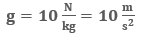 g = 10 N/kg = 10 m/s²